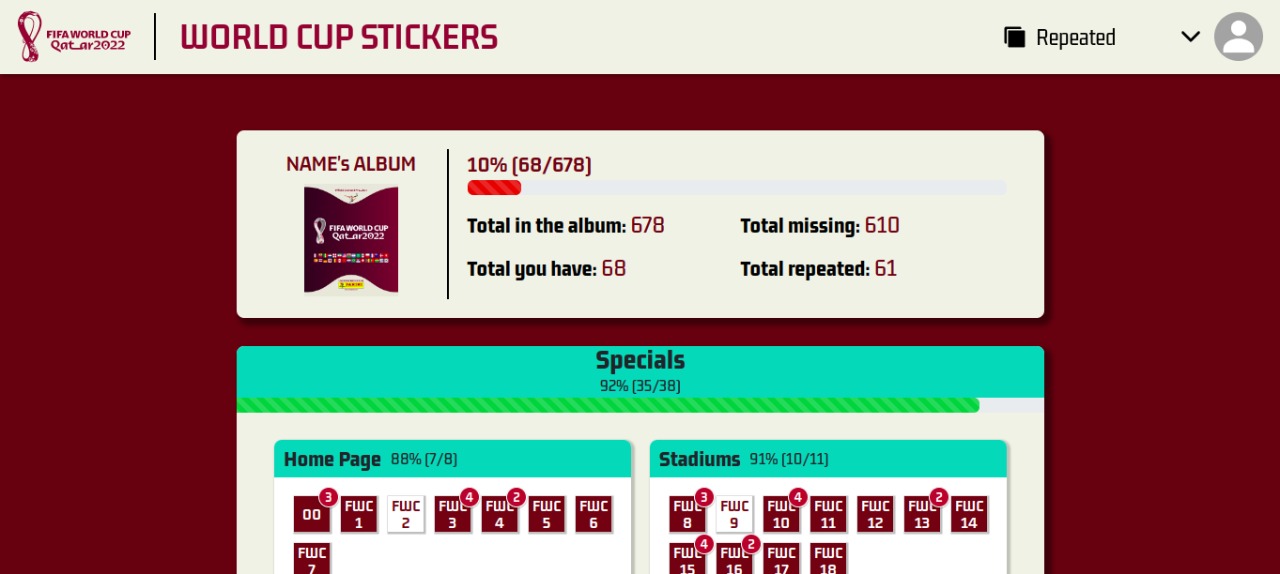 FIFA WORLD CUP
Qatar2022
WORLD CUP STICKERS
Repeated
NAME's ALBUM
FIFA WORLD CUP
Qatar2022
PANINI
10% (68/678)
Total in the album: 678
Total missing: 610
Total you have: 68
Total repeated: 61
Specials
92% (35/38)
Home Page 88% (7/8)
00 3
FWC 1
FWC 2
FWC 3 4
FWC 4 2
FWC 5
FWC 6
FWC 7
Stadiums 91% (10/11)
FWC 8 3
FWC 9
FWC 10 4
FWC 11
FWC 12
FWC 13 2
FWC 14
FWC 15 4
FWC 16 2
FWC 17
FWC 18